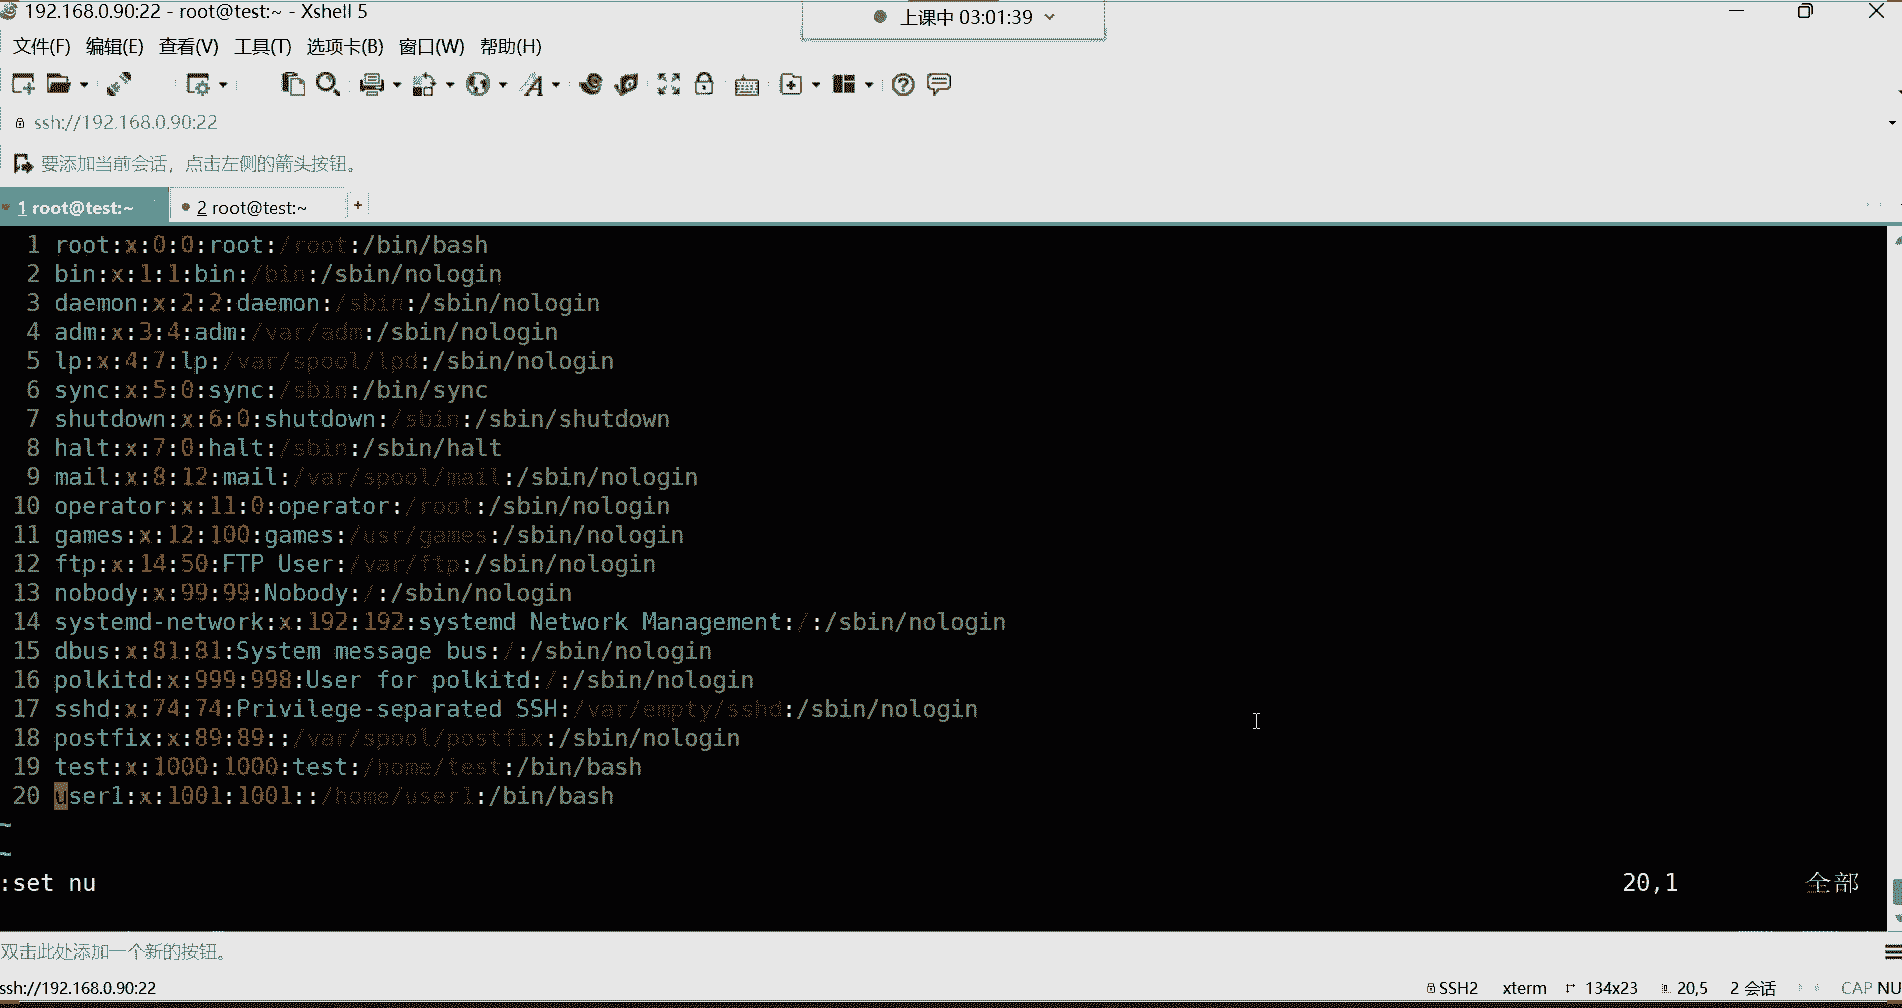 192.168.0.90:22 - root@test:~ - Xshell 5
上课中 03:01:39
文件(F) 编辑(E) 查看(V) 工具(T) 选项卡(B) 窗口(W) 帮助(H)
ssh://192.168.0.90:22
要添加当前会话，点击左侧的箭头按钮。
1 root@test:~ 2 root@test:~ +
1 root:x:0:0:root:/root:/bin/bash
2 bin:x:1:1:bin:/bin:/sbin/nologin
3 daemon:x:2:2:daemon:/sbin:/sbin/nologin
4 adm:x:3:4:adm:/var/adm:/sbin/nologin
5 lp:x:4:7:lp:/var/spool/lpd:/sbin/nologin
6 sync:x:5:0:sync:/sbin:/bin/sync
7 shutdown:x:6:0:shutdown:/sbin:/sbin/shutdown
8 halt:x:7:0:halt:/sbin:/sbin/halt
9 mail:x:8:12:mail:/var/spool/mail:/sbin/nologin
10 operator:x:11:0:operator:/root:/sbin/nologin
11 games:x:12:100:games:/usr/games:/sbin/nologin
12 ftp:x:14:50:FTP User:/var/ftp:/sbin/nologin
13 nobody:x:99:99:Nobody:/:/sbin/nologin
14 systemd-network:x:192:192:systemd Network Management:/:/sbin/nologin
15 dbus:x:81:81:System message bus:/:/sbin/nologin
16 polkitd:x:999:998:User for polkitd:/:/sbin/nologin
17 sshd:x:74:74:Privilege-separated SSH:/var/empty/sshd:/sbin/nologin
18 postfix:x:89:89::/var/spool/postfix:/sbin/nologin
19 test:x:1000:1000:test:/home/test:/bin/bash
20 user1:x:1001:1001::/home/user1:/bin/bash
~
~
:set nu 20,1 全部
双击此处添加一个新的按钮。
ssh://192.168.0.90:22 SSH2 xterm 134x23 20,5 2 会话 CAP NU